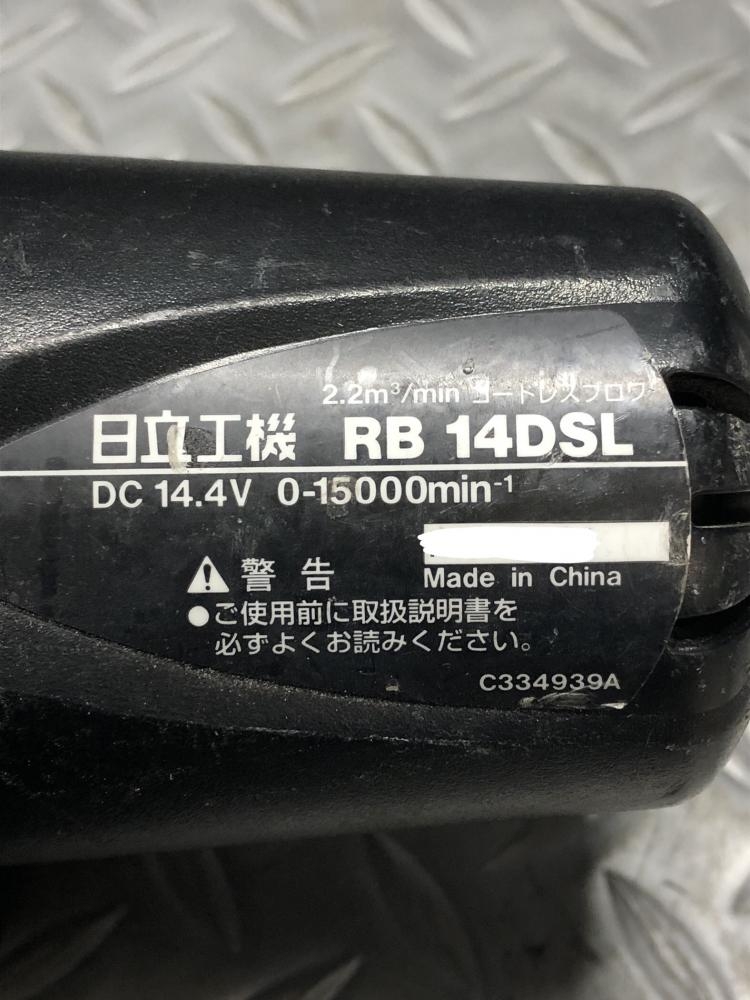 2.2m³/min コードレスブロワ
日立工機 RB 14DSL
DC 14.4V 0-15000min⁻¹
警告
Made in China
●ご使用前に取扱説明書を
必ずよくお読みください。
C334939A